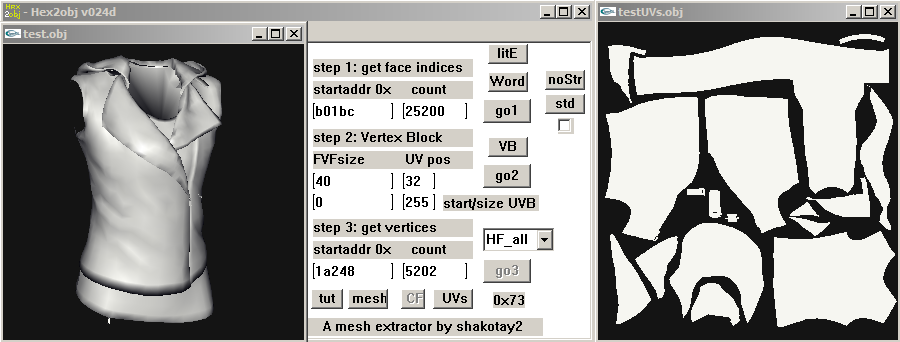 Hex
2obj
- Hex2obj v024d
test.obj
litE
step 1: get face indices
startaddr 0x count
Word
noStr
[b01bc ] [25200 ]
go1
std
step 2: Vertex Block
VB
FVFsize UV pos
[40 ] [32 ]
go2
[0 ] [255 ] start/size UVB
step 3: get vertices
HF_all
startaddr 0x count
[1a248 ] [5202 ]
go3
tut mesh CF UVs 0x73
A mesh extractor by shakotay2
testUVs.obj